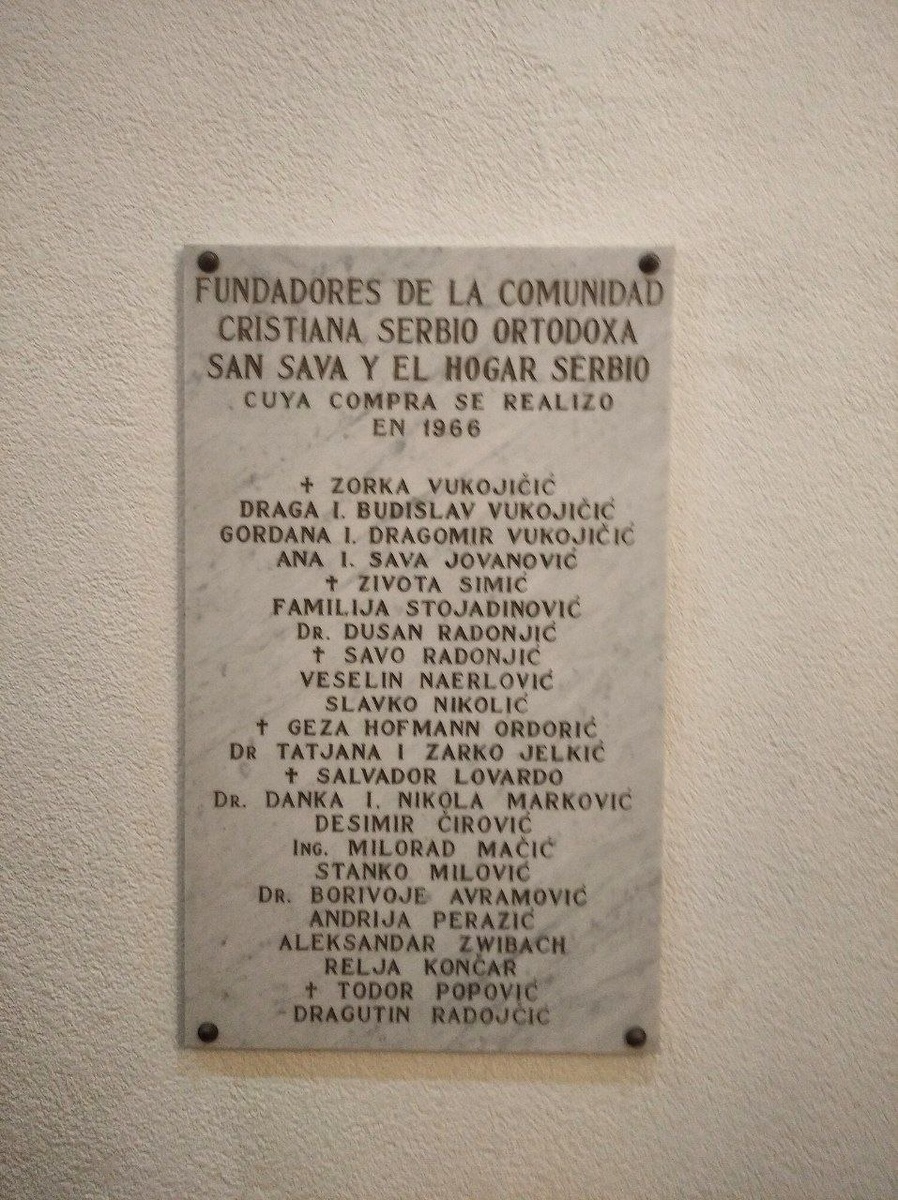 FUNDADORES DE LA COMUNIDAD
CRISTIANA SERBIO ORTODOXA
SAN SAVA Y EL HOGAR SERBIO
CUYA COMPRA SE REALIZO
EN 1966
✝ ZORKA VUKOJIČIĆ
DRAGA I. BUDISLAV VUKOJIČIĆ
GORDANA I. DRAGOMIR VUKOJIČIĆ
ANA I. SAVA JOVANOVIĆ
✝ ZIVOTA SIMIĆ
FAMILIJA STOJADINOVIĆ
DR. DUSAN RADONJIĆ
✝ SAVO RADONJIĆ
VESELIN NAERLOVIĆ
SLAVKO NIKOLIĆ
✝ GEZA HOFMANN ORDORIĆ
DR TATJANA I ZARKO JELKIĆ
✝ SALVADOR LOVARDO
DR. DANKA I. NIKOLA MARKOVIĆ
DESIMIR ĆIROVIĆ
ING. MILORAD MAČIĆ
STANKO MILOVIĆ
DR. BORIVOJE AVRAMOVIĆ
ANDRIJA PERAZIĆ
ALEKSANDAR ZWIBACH
RELJA KONČAR
✝ TODOR POPOVIĆ
DRAGUTIN RADOJČIĆ